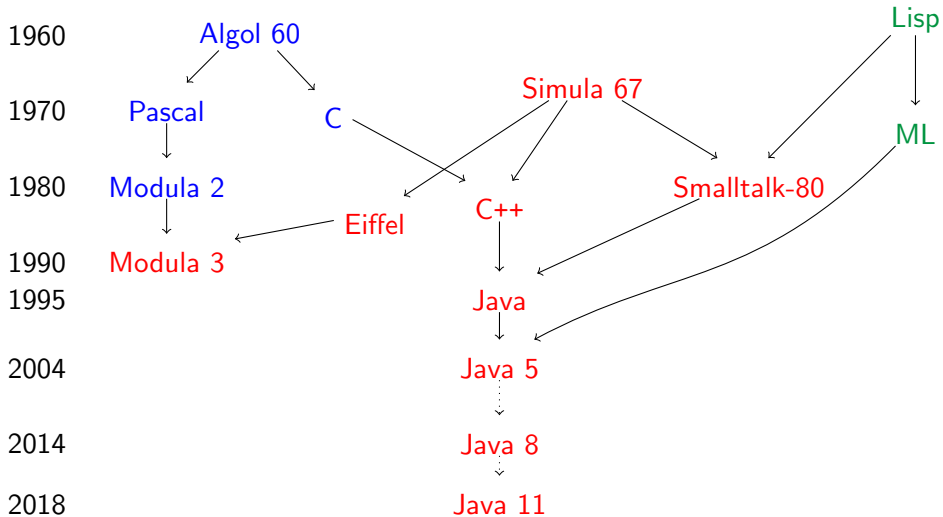 Lisp
1960 Algol 60
Simula 67
1970 Pascal C
ML
1980 Modula 2 Smalltalk-80
C++
Eiffel
1990 Modula 3
1995 Java
2004 Java 5
2014 Java 8
2018 Java 11